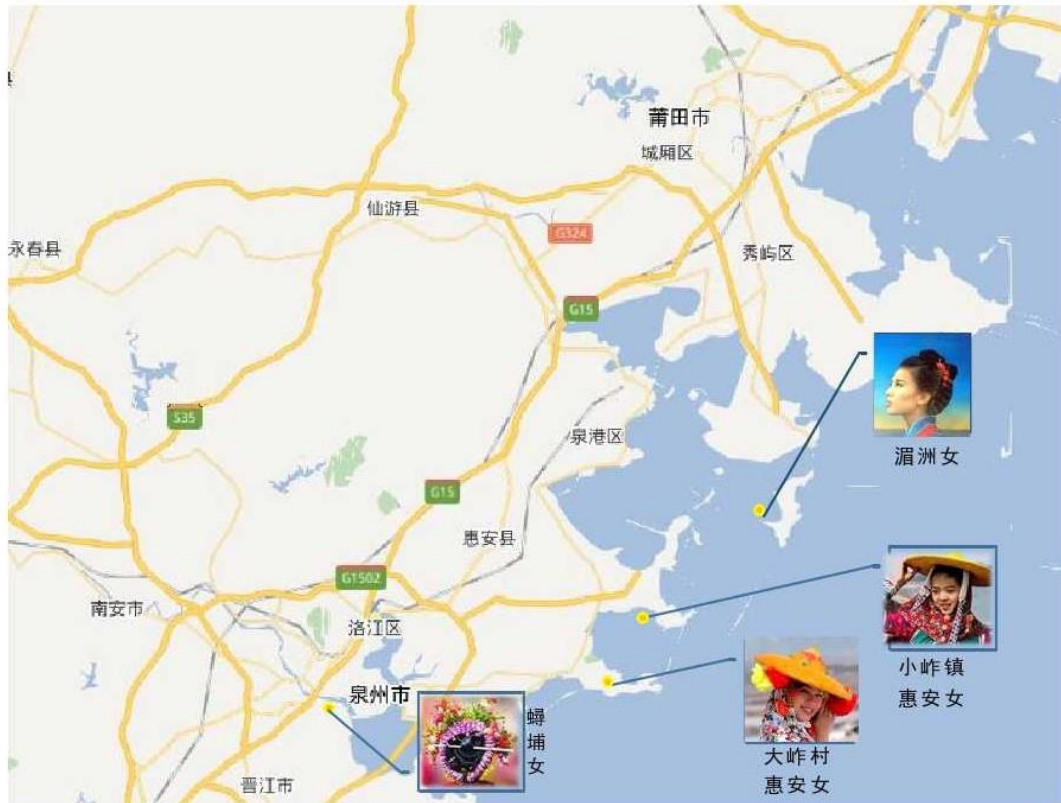 莆田市
城厢区
仙游县
G324
永春县
秀屿区
G15
S35
泉港区
湄洲女
G15
惠安县
G1502
南安市
洛江区
小岞镇
惠安女
泉州市
蟳
埔
女
大岞村
惠安女
晋江市